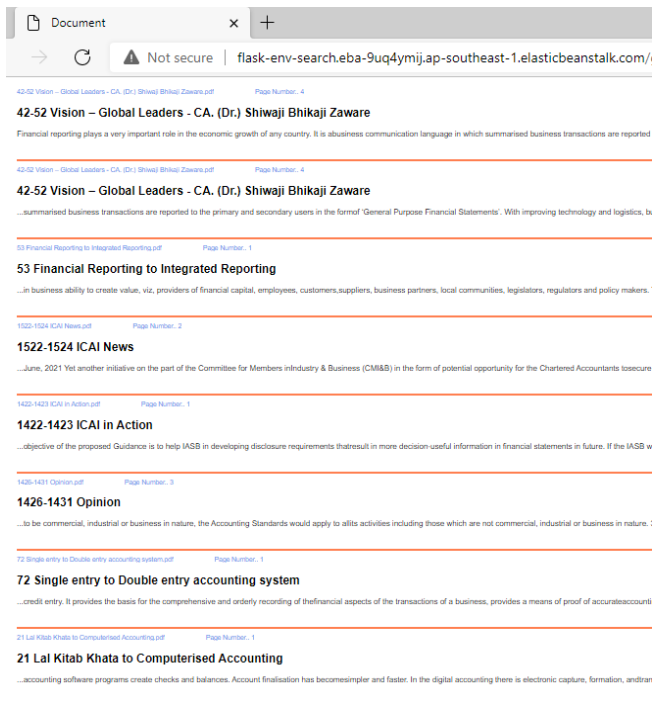 Document
Not secure
flask-env-search.eba-9uq4ymij.ap-southeast-1.elasticbeanstalk.com/
42-52 Vision – Global Leaders - CA. (Dr.) Shiwaji Bhikaji Zaware.pdf Page Number.. 4
42-52 Vision – Global Leaders - CA. (Dr.) Shiwaji Bhikaji Zaware
Financial reporting plays a very important role in the economic growth of any country. It is abusiness communication language in which summarised business transactions are reported
42-52 Vision – Global Leaders - CA. (Dr.) Shiwaji Bhikaji Zaware.pdf Page Number.. 4
42-52 Vision – Global Leaders - CA. (Dr.) Shiwaji Bhikaji Zaware
...summarised business transactions are reported to the primary and secondary users in the formof 'General Purpose Financial Statements'. With improving technology and logistics,
53 Financial Reporting to Integrated Reporting.pdf Page Number.. 1
53 Financial Reporting to Integrated Reporting
...in business ability to create value, viz, providers of financial capital, employees, customers,suppliers, business partners, local communities, legislators, regulators and policy makers.
1522-1524 ICAI News.pdf Page Number.. 2
1522-1524 ICAI News
...June, 2021 Yet another initiative on the part of the Committee for Members inIndustry & Business (CMI&B) in the form of potential opportunity for the Chartered Accountants tosecure
1422-1423 ICAI in Action.pdf Page Number.. 1
1422-1423 ICAI in Action
...objective of the proposed Guidance is to help IASB in developing disclosure requirements thatresult in more decision-useful information in financial statements in future. If the IASB w
1426-1431 Opinion.pdf Page Number.. 3
1426-1431 Opinion
...to be commercial, industrial or business in nature, the Accounting Standards would apply to allits activities including those which are not commercial, industrial or business in nature.
72 Single entry to Double entry accounting system.pdf Page Number.. 1
72 Single entry to Double entry accounting system
...credit entry. It provides the basis for the comprehensive and orderly recording of thefinancial aspects of the transactions of a business, provides a means of proof of accurateaccounti
21 Lal Kitab Khata to Computerised Accounting.pdf Page Number.. 1
21 Lal Kitab Khata to Computerised Accounting
...accounting software programs create checks and balances. Account finalisation has becomesimpler and faster. In the digital accounting there is electronic capture, formation, andtran